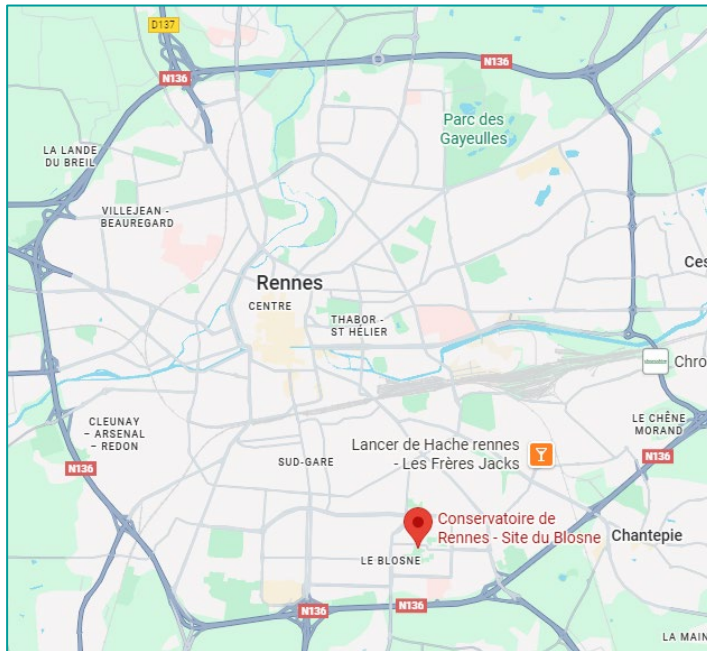 D137
N136
N136
Parc des
Gayeulles
LA LANDE
DU BREIL
VILLEJEAN -
BEAUREGARD
Ces
Rennes
CENTRE
THABOR -
ST HÉLIER
Chro
CLEUNAY
– ARSENAL
– REDON
LE CHÊNE
MORAND
Lancer de Hache rennes
- Les Frères Jacks
SUD-GARE
N136
N136
Conservatoire de
Rennes - Site du Blosne
Chantepie
LE BLOSNE
N136
N136
LA MAIN